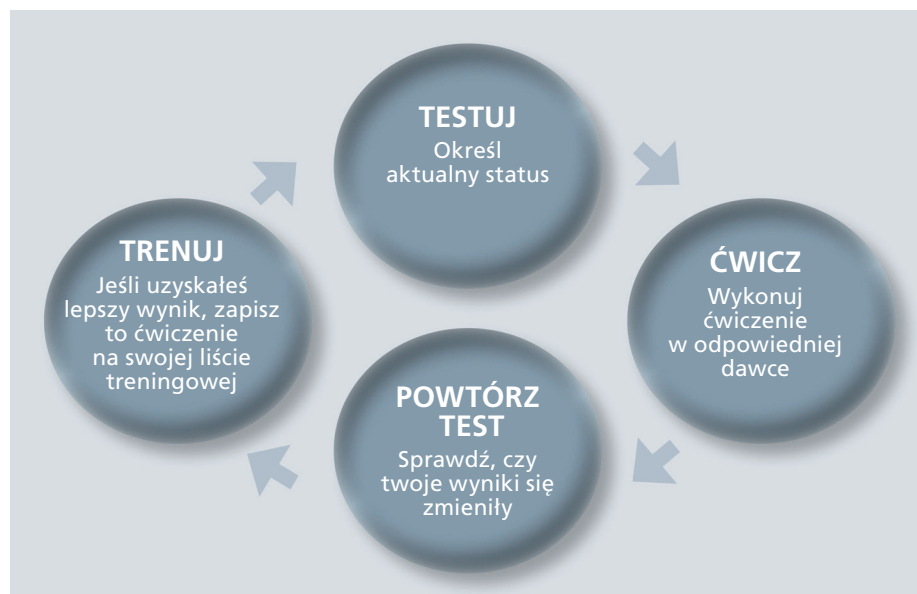 TESTUJ
Określ
aktualny status
ĆWICZ
Wykonuj
ćwiczenie
w odpowiedniej
dawce
POWTÓRZ
TEST
Sprawdź, czy
twoje wyniki się
zmieniły
TRENUJ
Jeśli uzyskałeś
lepszy wynik, zapisz
to ćwiczenie
na swojej liście
treningowej